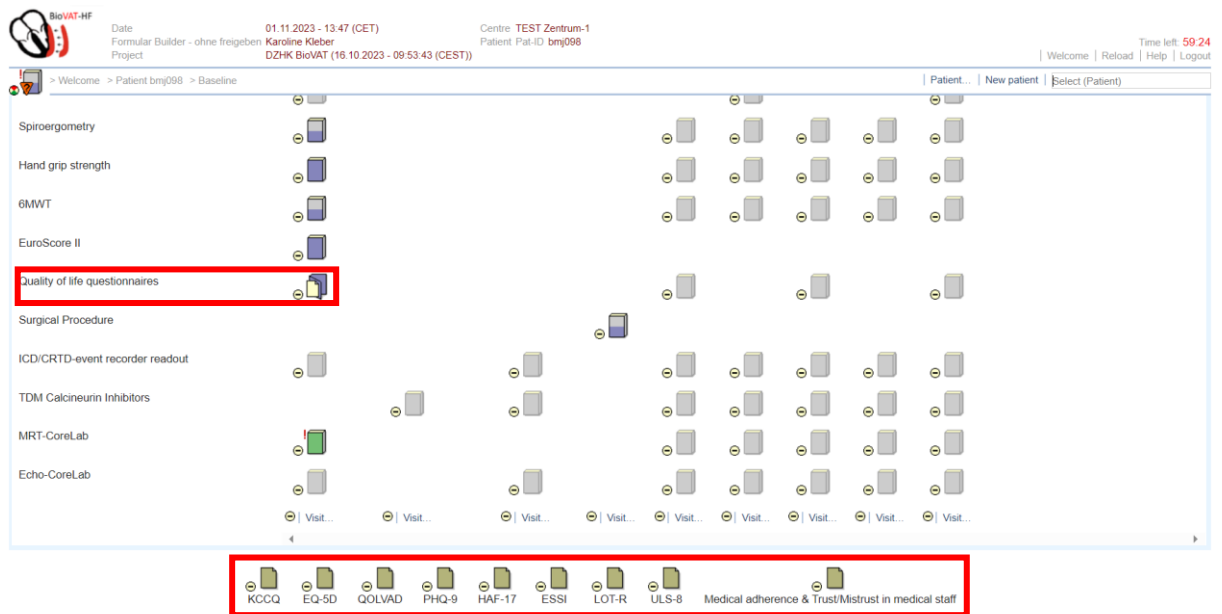 BioVAT-HF
Date 01.11.2023 - 13:47 (CET) Centre TEST Zentrum-1
Formular Builder - ohne freigeben Karoline Kleber Patient Pat-ID bmj098
Project DZHK BioVAT (16.10.2023 - 09:53:43 (CEST))
Time left: 59:24
| Welcome | Reload | Help | Logout
> Welcome > Patient bmj098 > Baseline
| Patient... | New patient | Select (Patient)
Spiroergometry
Hand grip strength
6MWT
EuroScore II
Quality of life questionnaires
Surgical Procedure
ICD/CRTD-event recorder readout
TDM Calcineurin Inhibitors
MRT-CoreLab
Echo-CoreLab
| Visit... | Visit... | Visit... | Visit... | Visit... | Visit... | Visit... | Visit... | Visit...
KCCQ EQ-5D QOLVAD PHQ-9 HAF-17 ESSI LOT-R ULS-8 Medical adherence & Trust/Mistrust in medical staff